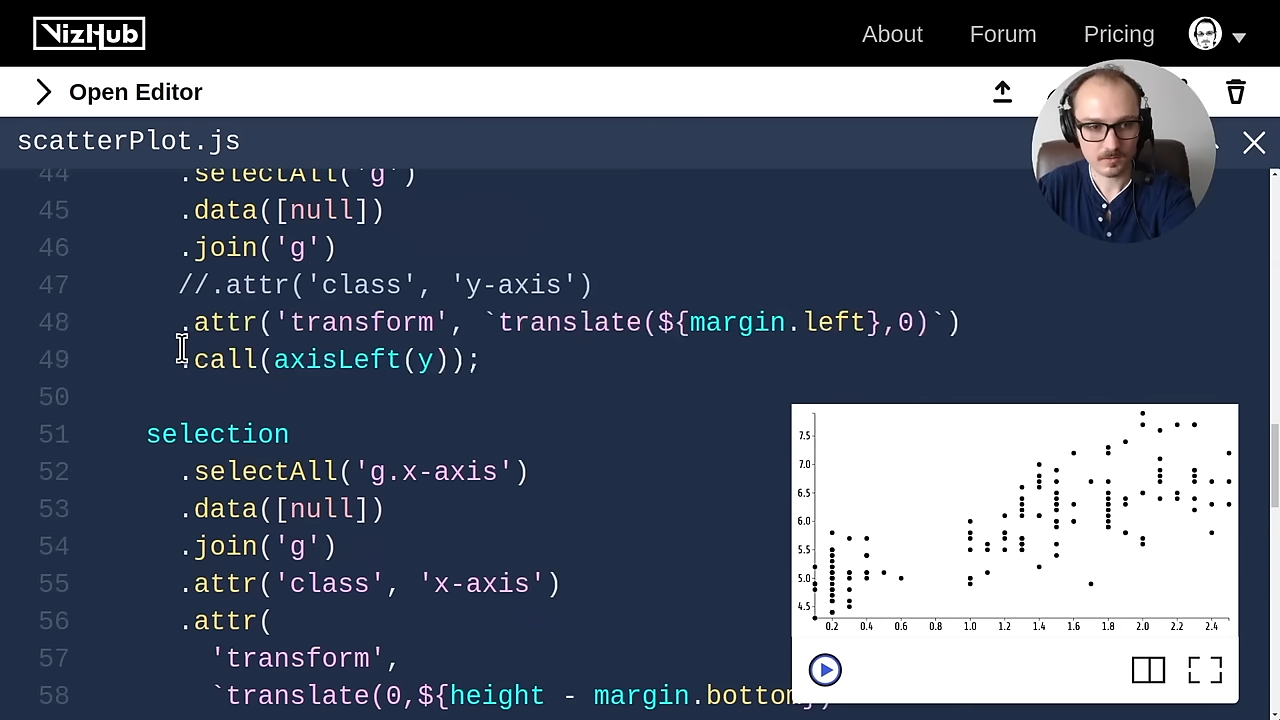 VizHub
About
Forum
Pricing
Open Editor
scatterPlot.js
44 .selectAll('g')
45 .data([null])
46 .join('g')
47 //.attr('class', 'y-axis')
48 .attr('transform', `translate(${margin.left},0)`)
49 .call(axisLeft(y));
50
51 selection
52 .selectAll('g.x-axis')
53 .data([null])
54 .join('g')
55 .attr('class', 'x-axis')
56 .attr(
57 'transform',
58 `translate(0,${height - margin.bottom})
7.5
7.0
6.5
6.0
5.5
5.0
4.5
0.2 0.4 0.6 0.8 1.0 1.2 1.4 1.6 1.8 2.0 2.2 2.4